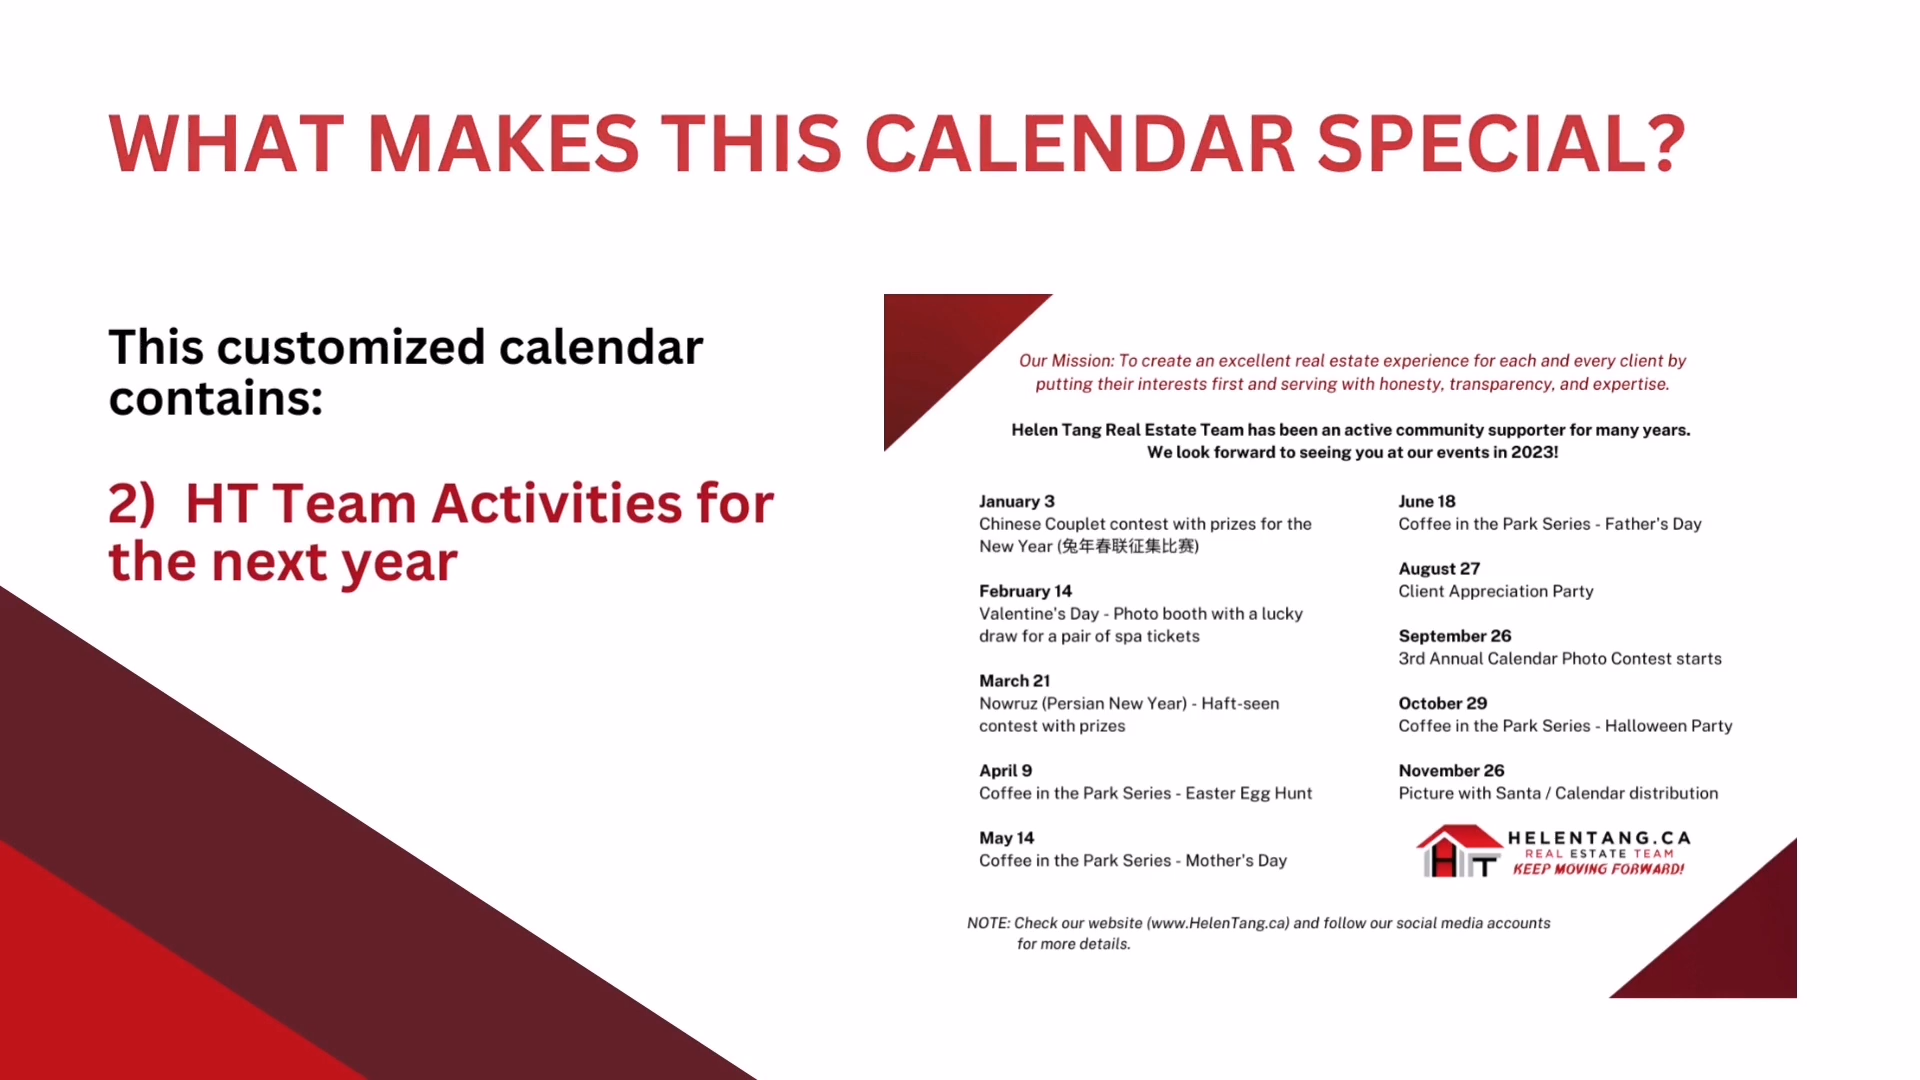 WHAT MAKES THIS CALENDAR SPECIAL?
This customized calendar
contains:
2) HT Team Activities for
the next year
Our Mission: To create an excellent real estate experience for each and every client by
putting their interests first and serving with honesty, transparency, and expertise.
Helen Tang Real Estate Team has been an active community supporter for many years.
We look forward to seeing you at our events in 2023!
January 3
Chinese Couplet contest with prizes for the
New Year (兔年春联征集比赛)
February 14
Valentine's Day - Photo booth with a lucky
draw for a pair of spa tickets
March 21
Nowruz (Persian New Year) - Haft-seen
contest with prizes
April 9
Coffee in the Park Series - Easter Egg Hunt
May 14
Coffee in the Park Series - Mother's Day
June 18
Coffee in the Park Series - Father's Day
August 27
Client Appreciation Party
September 26
3rd Annual Calendar Photo Contest starts
October 29
Coffee in the Park Series - Halloween Party
November 26
Picture with Santa / Calendar distribution
HT
HELENTANG.CA
REAL ESTATE TEAM
KEEP MOVING FORWARD!
NOTE: Check our website (www.HelenTang.ca) and follow our social media accounts
for more details.